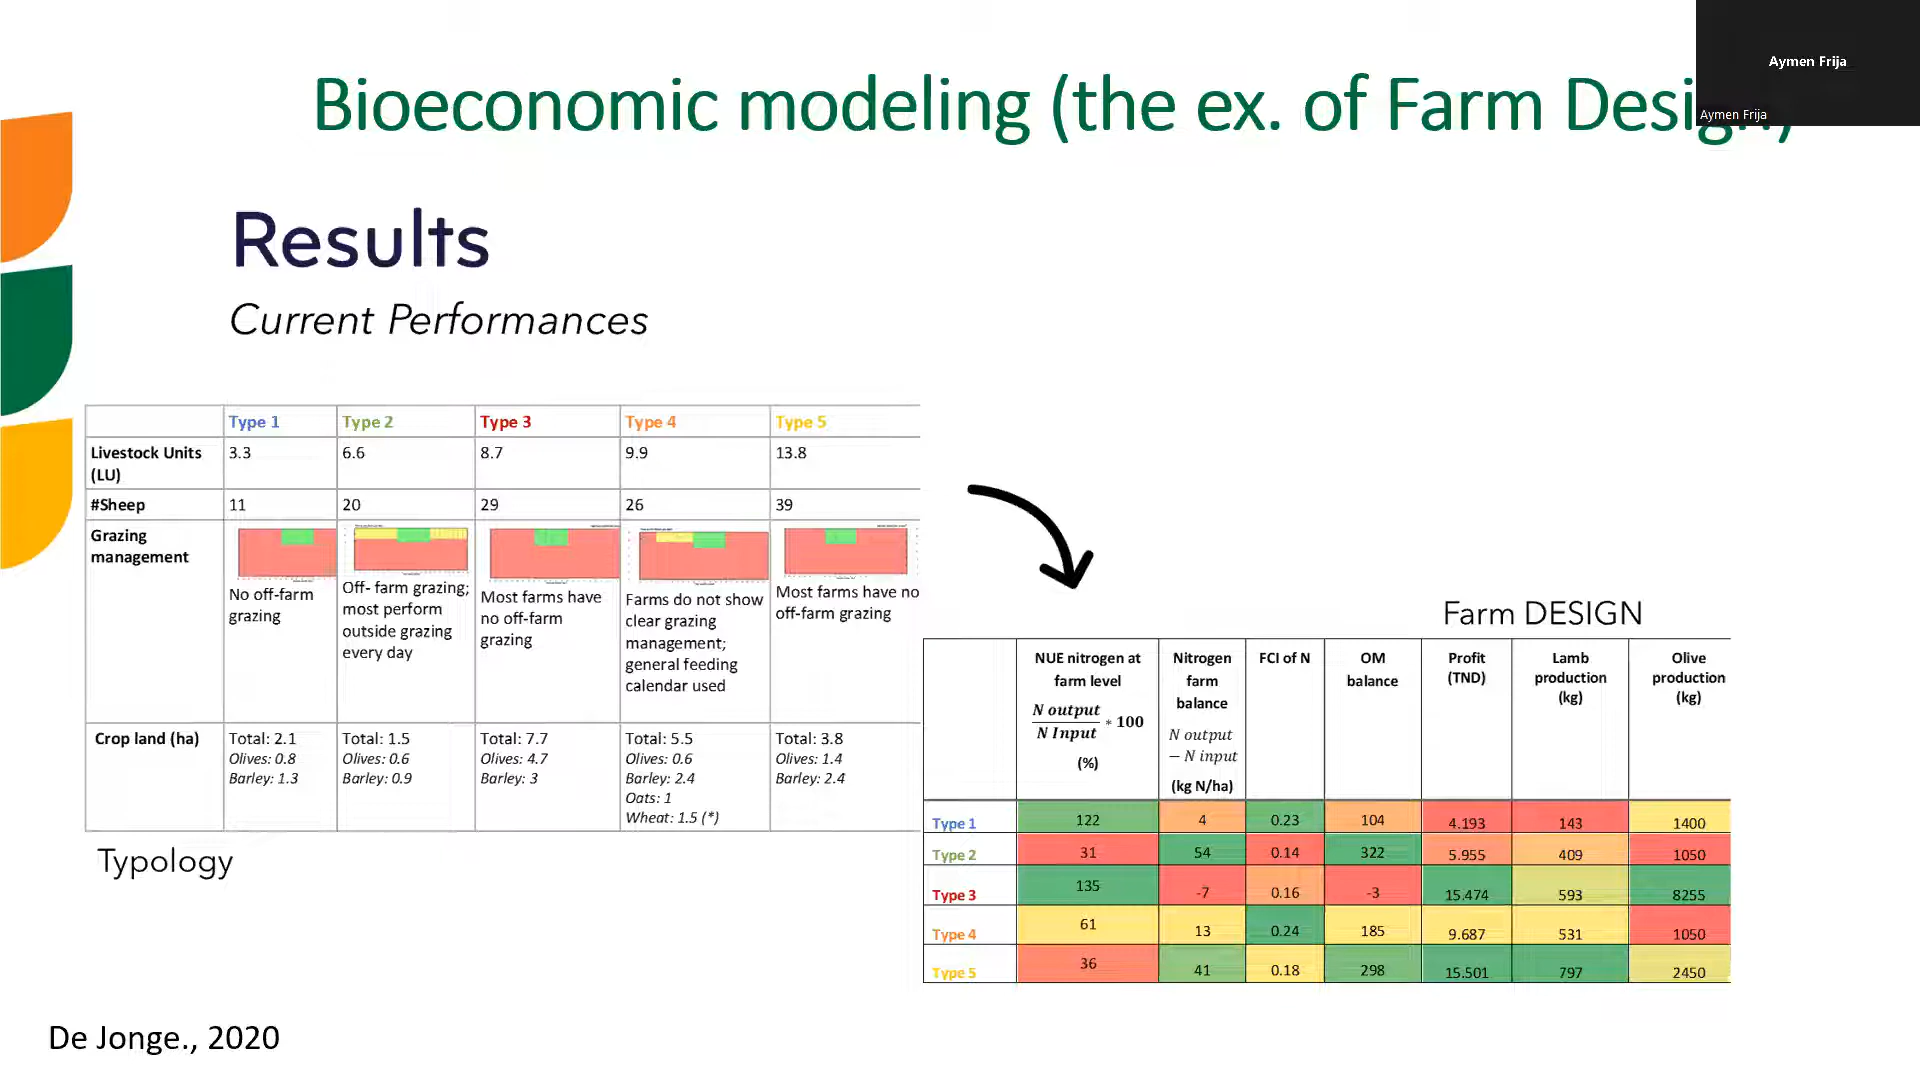 Aymen Frija
Aymen Frija
Bioeconomic modeling (the ex. of Farm Design)
Results
Current Performances
Type 1 Type 2 Type 3 Type 4 Type 5
Livestock Units 3.3 6.6 8.7 9.9 13.8
(LU)
#Sheep 11 20 29 26 39
Grazing
management
No off-farm
grazing
Off- farm grazing;
most perform
outside grazing
every day
Most farms have
no off-farm
grazing
Farms do not show
clear grazing
management;
general feeding
calendar used
Most farms have no
off-farm grazing
Crop land (ha)
Total: 2.1
Olives: 0.8
Barley: 1.3
Total: 1.5
Olives: 0.6
Barley: 0.9
Total: 7.7
Olives: 4.7
Barley: 3
Total: 5.5
Olives: 0.6
Barley: 2.4
Oats: 1
Wheat: 1.5 (*)
Total: 3.8
Olives: 1.4
Barley: 2.4
Typology
Farm DESIGN
NUE nitrogen at
farm level
N output
N Input * 100
(%)
Nitrogen
farm
balance
N output
− N input
(kg N/ha)
FCI of N
OM
balance
Profit
(TND)
Lamb
production
(kg)
Olive
production
(kg)
Type 1 122 4 0.23 104 4.193 143 1400
Type 2 31 54 0.14 322 5.955 409 1050
Type 3 135 -7 0.16 -3 15.474 593 8255
Type 4 61 13 0.24 185 9.687 531 1050
Type 5 36 41 0.18 298 15.501 797 2450
De Jonge., 2020